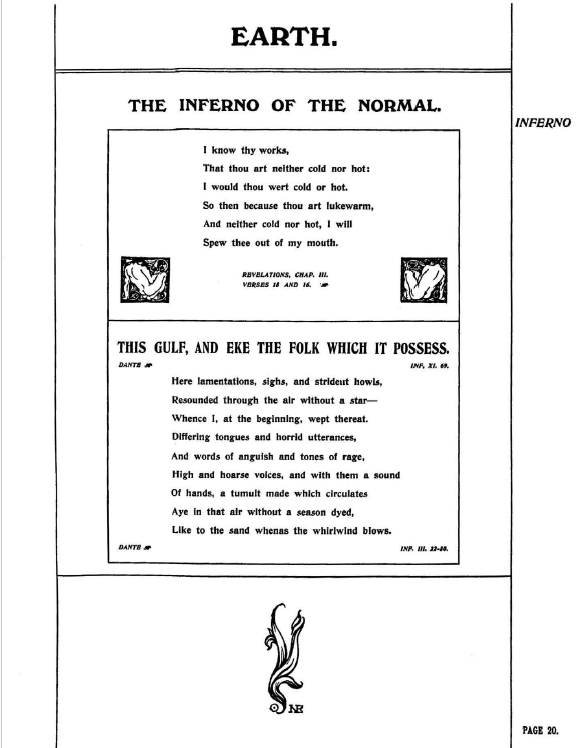 EARTH.
THE INFERNO OF THE NORMAL.
INFERNO
I know thy works,
That thou art neither cold nor hot:
I would thou wert cold or hot.
So then because thou art lukewarm,
And neither cold nor hot, I will
Spew thee out of my mouth.
REVELATIONS, CHAP. III.
VERSES 15 AND 16.
THIS GULF, AND EKE THE FOLK WHICH IT POSSESS.
DANTE
INF, XI. 69.
Here lamentations, sighs, and strident howls,
Resounded through the air without a star—
Whence I, at the beginning, wept thereat.
Differing tongues and horrid utterances,
And words of anguish and tones of rage,
High and hoarse voices, and with them a sound
Of hands, a tumult made which circulates
Aye in that air without a season dyed,
Like to the sand whenas the whirlwind blows.
DANTE
INF. III.
PAGE 20.